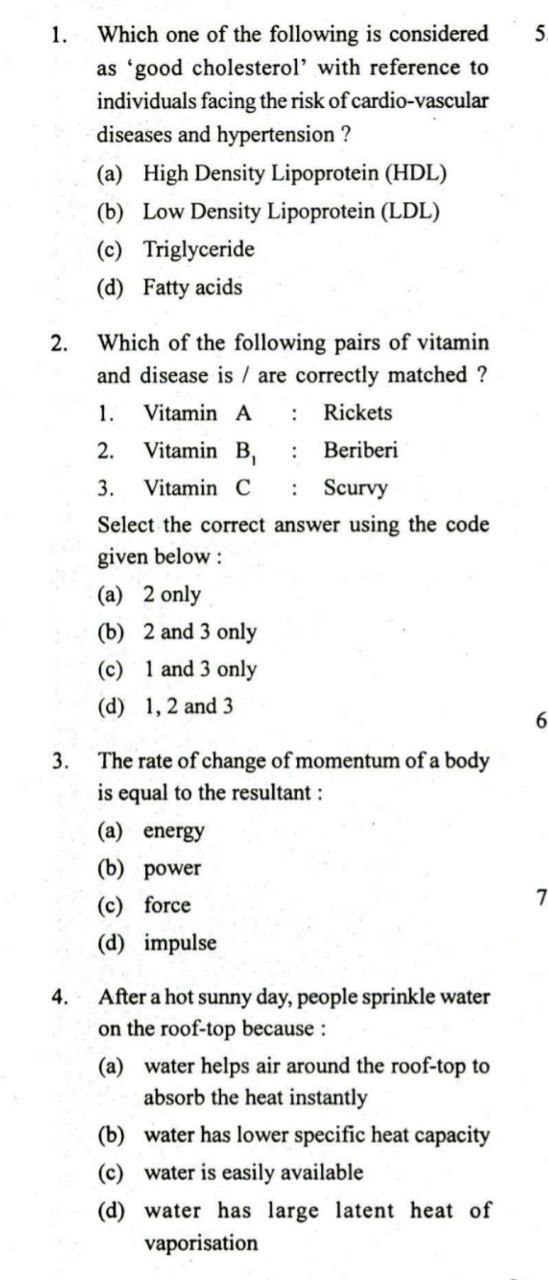 1. Which one of the following is considered
as ‘good cholesterol’ with reference to
individuals facing the risk of cardio-vascular
diseases and hypertension ?
(a) High Density Lipoprotein (HDL)
(b) Low Density Lipoprotein (LDL)
(c) Triglyceride
(d) Fatty acids
2. Which of the following pairs of vitamin
and disease is / are correctly matched ?
1. Vitamin A : Rickets
2. Vitamin B₁ : Beriberi
3. Vitamin C : Scurvy
Select the correct answer using the code
given below :
(a) 2 only
(b) 2 and 3 only
(c) 1 and 3 only
(d) 1, 2 and 3
3. The rate of change of momentum of a body
is equal to the resultant :
(a) energy
(b) power
(c) force
(d) impulse
4. After a hot sunny day, people sprinkle water
on the roof-top because :
(a) water helps air around the roof-top to
absorb the heat instantly
(b) water has lower specific heat capacity
(c) water is easily available
(d) water has large latent heat of
vaporisation
5.
6
7